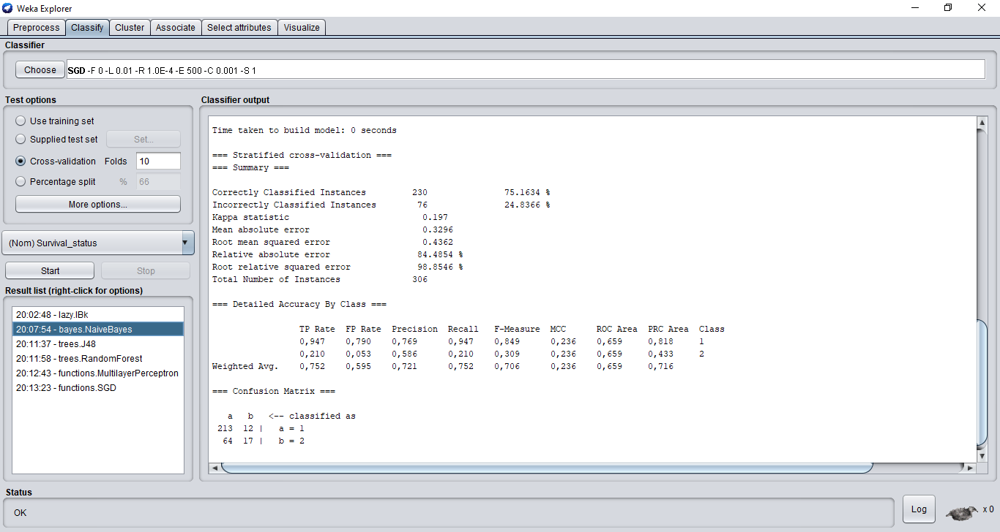 Weka Explorer
Preprocess Classify Cluster Associate Select attributes Visualize
Classifier
Choose SGD -F 0 -L 0.01 -R 1.0E-4 -E 500 -C 0.001 -S 1
Test options
Use training set
Supplied test set Set...
Cross-validation Folds 10
Percentage split % 66
More options...
(Nom) Survival_status
Start Stop
Result list (right-click for options)
20:02:48 - lazy.IBk
20:07:54 - bayes.NaiveBayes
20:11:37 - trees.J48
20:11:58 - trees.RandomForest
20:12:43 - functions.MultilayerPerceptron
20:13:23 - functions.SGD
Classifier output
Time taken to build model: 0 seconds
=== Stratified cross-validation ===
=== Summary ===
Correctly Classified Instances 230 75.1634 %
Incorrectly Classified Instances 76 24.8366 %
Kappa statistic 0.197
Mean absolute error 0.3296
Root mean squared error 0.4362
Relative absolute error 84.4854 %
Root relative squared error 98.8546 %
Total Number of Instances 306
=== Detailed Accuracy By Class ===
TP Rate FP Rate Precision Recall F-Measure MCC ROC Area PRC Area Class
0,947 0,790 0,769 0,947 0,849 0,236 0,659 0,818 1
0,210 0,053 0,586 0,210 0,309 0,236 0,659 0,433 2
Weighted Avg. 0,752 0,595 0,721 0,752 0,706 0,236 0,659 0,716
=== Confusion Matrix ===
a b <-- classified as
213 12 | a = 1
64 17 | b = 2
Status
OK
Log x 0